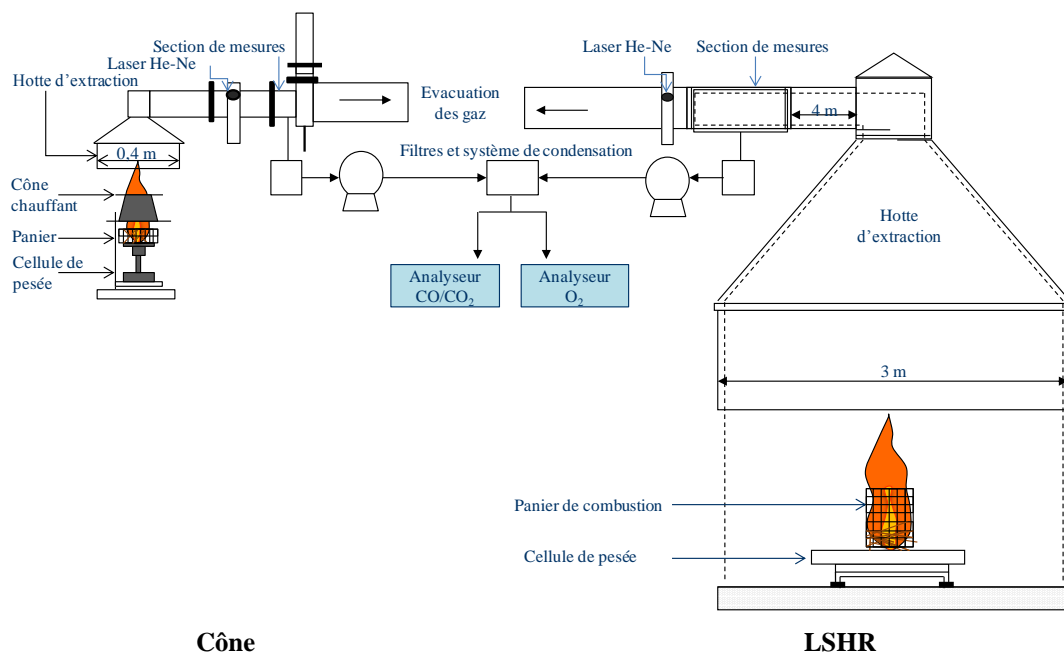 Section de mesures
Laser He-Ne
Hotte d'extraction
0,4 m
Cône
chauffant
Panier
Cellule de
pesée
Evacuation
des gaz
Filtres et système de condensation
Analyseur
CO/CO₂
Analyseur
O₂
Laser He-Ne
Section de mesures
4 m
Hotte
d'extraction
3 m
Panier de combustion
Cellule de pesée
Cône
LSHR